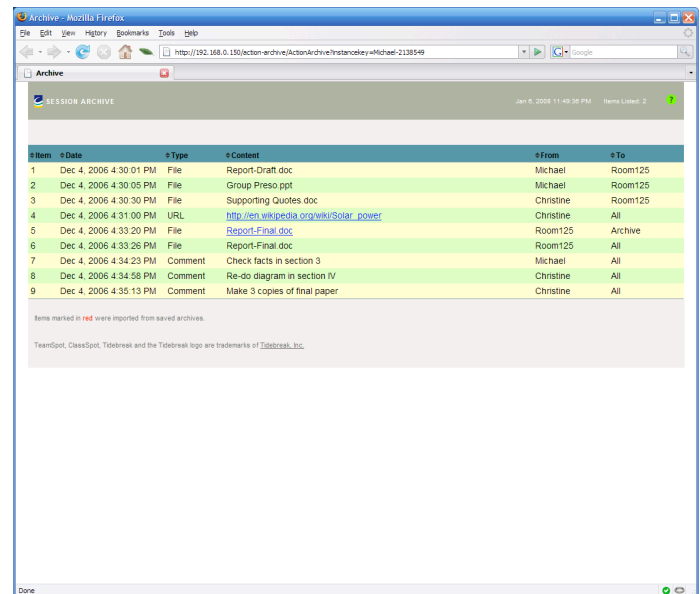 Archive - Mozilla Firefox
File Edit View History Bookmarks Tools Help
http://192.168.0.150/action-archive/ActionArchive?instancekey=Michael-2138549
G Google
Archive
SESSION ARCHIVE Jan 6, 2008 11:49:36 PM Items Listed: 2 ?
Item Date Type Content From To
1 Dec 4, 2006 4:30:01 PM File Report-Draft.doc Michael Room125
2 Dec 4, 2006 4:30:05 PM File Group Preso.ppt Michael Room125
3 Dec 4, 2006 4:30:30 PM File Supporting Quotes.doc Christine Room125
4 Dec 4, 2006 4:31:00 PM URL http://en.wikipedia.org/wiki/Solar_power Christine All
5 Dec 4, 2006 4:33:20 PM File Report-Final.doc Room125 Archive
6 Dec 4, 2006 4:33:26 PM File Report-Final.doc Room125 All
7 Dec 4, 2006 4:34:23 PM Comment Check facts in section 3 Michael All
8 Dec 4, 2006 4:34:58 PM Comment Re-do diagram in section IV Christine All
9 Dec 4, 2006 4:35:13 PM Comment Make 3 copies of final paper Christine All
Items marked in red were imported from saved archives.
TeamSpot, ClassSpot, Tidebreak and the Tidebreak logo are trademarks of Tidebreak, Inc.
Done